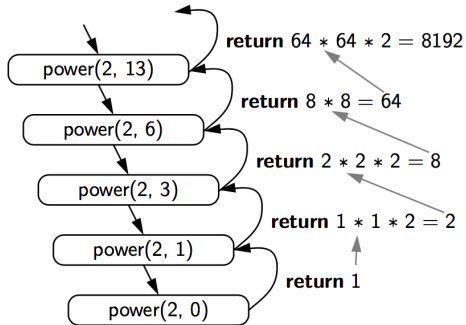 return 64 * 64 * 2 = 8192
power(2, 13)
return 8 * 8 = 64
power(2, 6)
return 2 * 2 * 2 = 8
power(2, 3)
return 1 * 1 * 2 = 2
power(2, 1)
return 1
power(2, 0)